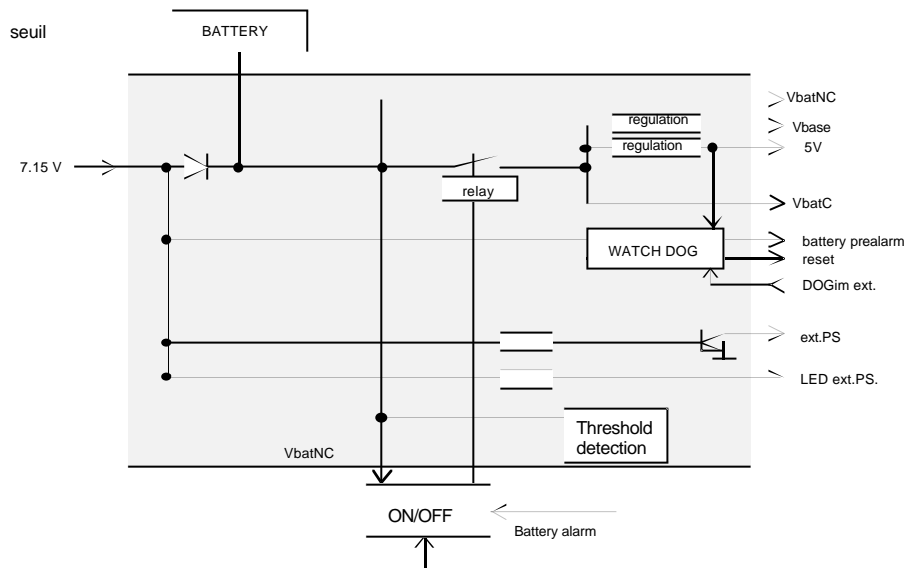 seuil
BATTERY
VbatNC
regulation
Vbase
7.15 V
regulation
5V
relay
VbatC
WATCH DOG
battery prealarm
reset
DOGim ext.
ext.PS
LED ext.PS.
Threshold
detection
VbatNC
ON/OFF
Battery alarm